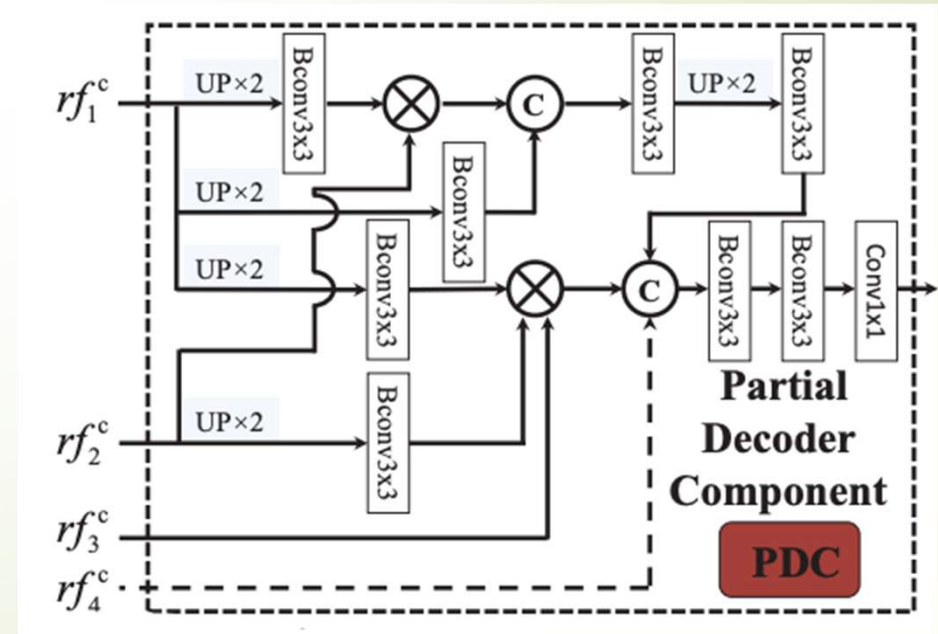 rf₁ᶜ
UP×2
Bconv3x3
C
Bconv3x3
UP×2
Bconv3x3
UP×2
Bconv3x3
UP×2
Bconv3x3
C
Bconv3x3
Bconv3x3
Conv1x1
rf₂ᶜ
UP×2
Bconv3x3
Partial
Decoder
Component
rf₃ᶜ
PDC
rf₄ᶜ